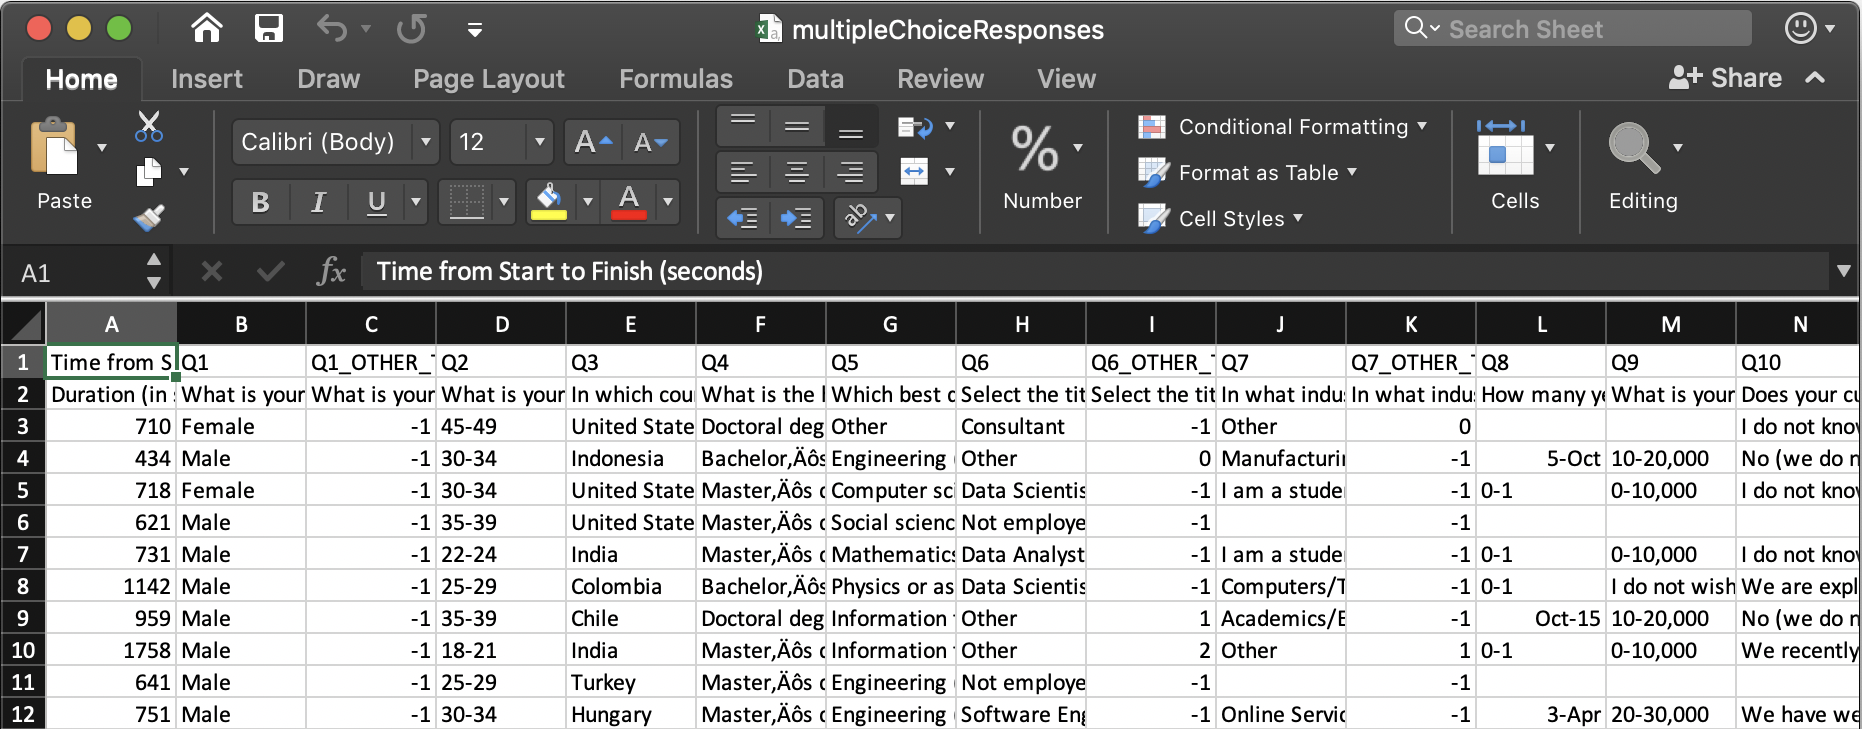 multipleChoiceResponses
Search Sheet
Home Insert Draw Page Layout Formulas Data Review View Share
Paste
Calibri (Body) 12 A A
B I U A
ab
% Number
Conditional Formatting
Format as Table
Cell Styles
Cells
Editing
A1 fx Time from Start to Finish (seconds)
A B C D E F G H I J K L M N
1 Time from S Q1 Q1_OTHER_ Q2 Q3 Q4 Q5 Q6 Q6_OTHER_ Q7 Q7_OTHER_ Q8 Q9 Q10
2 Duration (in What is your What is your What is your In which cou What is the l Which best c Select the tit Select the tit In what indu In what indu How many ye What is your Does your cu
3 710 Female -1 45-49 United State Doctoral deg Other Consultant -1 Other 0 I do not know
4 434 Male -1 30-34 Indonesia Bachelor‚Äôs Engineering Other 0 Manufacturin -1 5-Oct 10-20,000 No (we do n
5 718 Female -1 30-34 United State Master‚Äôs d Computer sc Data Scientis -1 I am a stude -1 0-1 0-10,000 I do not know
6 621 Male -1 35-39 United State Master‚Äôs d Social scienc Not employe -1 -1
7 731 Male -1 22-24 India Master‚Äôs d Mathematics Data Analyst -1 I am a stude -1 0-1 0-10,000 I do not know
8 1142 Male -1 25-29 Colombia Bachelor‚Äôs Physics or as Data Scientis -1 Computers/T -1 0-1 I do not wish We are expl
9 959 Male -1 35-39 Chile Doctoral deg Information Other 1 Academics/E -1 Oct-15 10-20,000 No (we do n
10 1758 Male -1 18-21 India Master‚Äôs d Information Other 2 Other 1 0-1 0-10,000 We recently
11 641 Male -1 25-29 Turkey Master‚Äôs d Engineering Not employe -1 -1
12 751 Male -1 30-34 Hungary Master‚Äôs d Engineering Software Eng -1 Online Servic -1 3-Apr 20-30,000 We have we